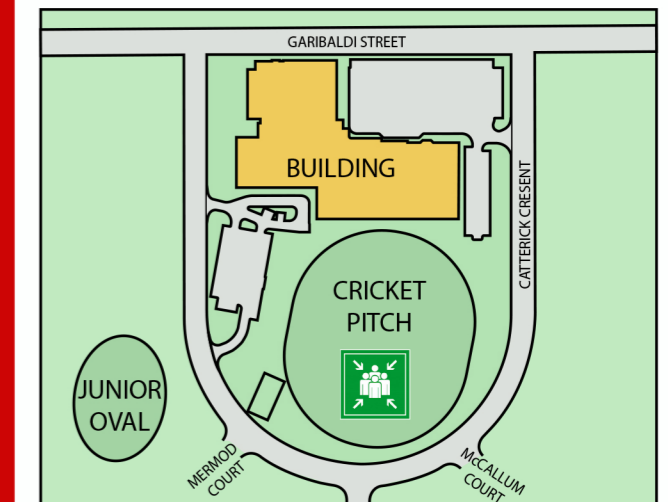 GARIBALDI STREET
BUILDING
CATTERICK CRESENT
CRICKET
PITCH
JUNIOR
OVAL
MERMOD
COURT
McCALLUM
COURT